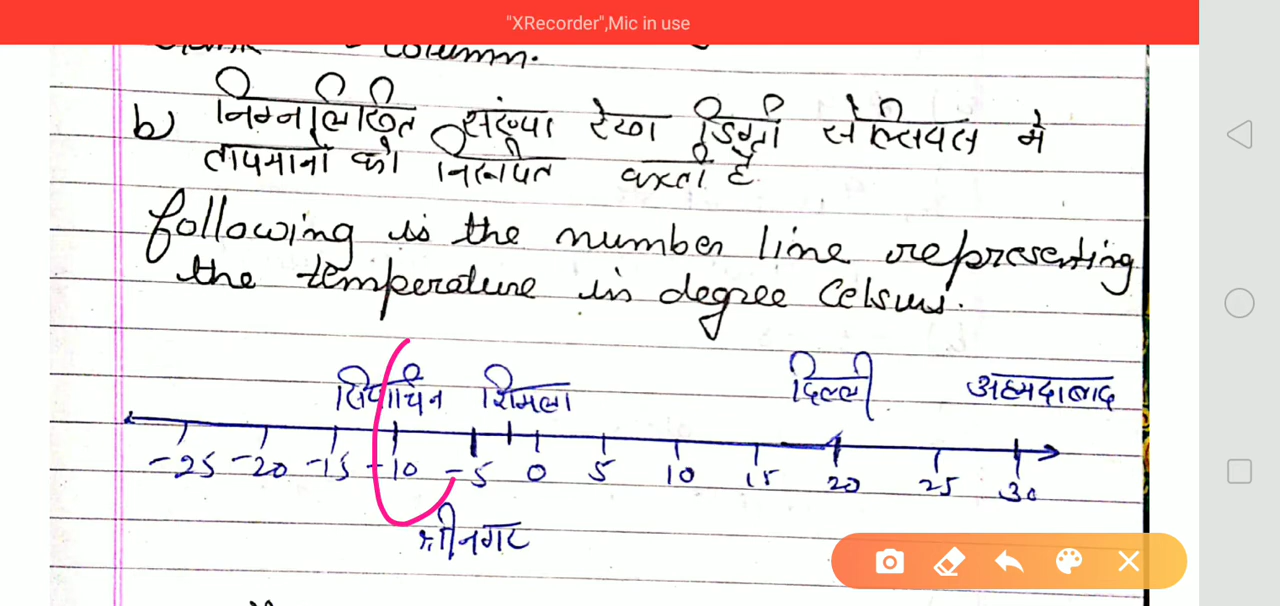 "XRecorder",Mic in use
column.
b) निम्नलिखित संख्या रेखा डिग्री सेल्सियस में
तापमानों को निरूपित करती है
following is the number line representing
the temperature in degree Celsius.
सियाचिन शिमला दिल्ली अहमदाबाद
-25 -20 -15 -10 -5 0 5 10 15 20 25 30
श्रीनगर